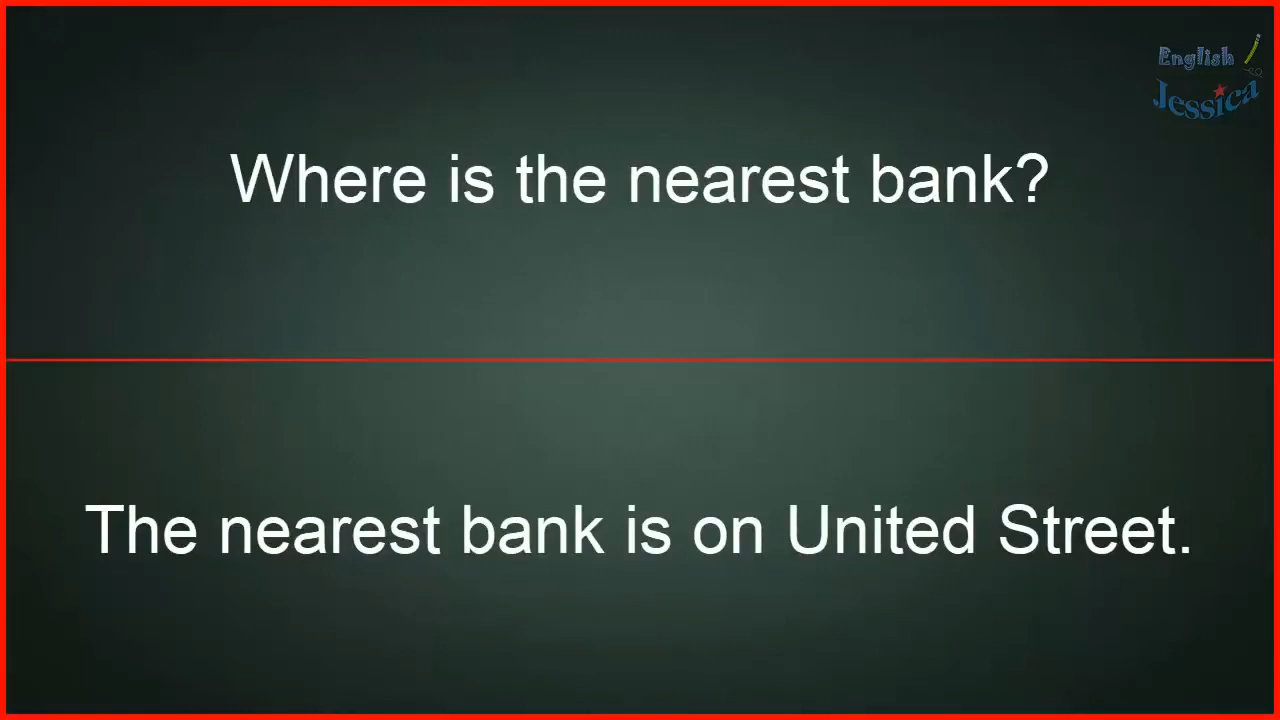 English
Jessica
Where is the nearest bank?
The nearest bank is on United Street.